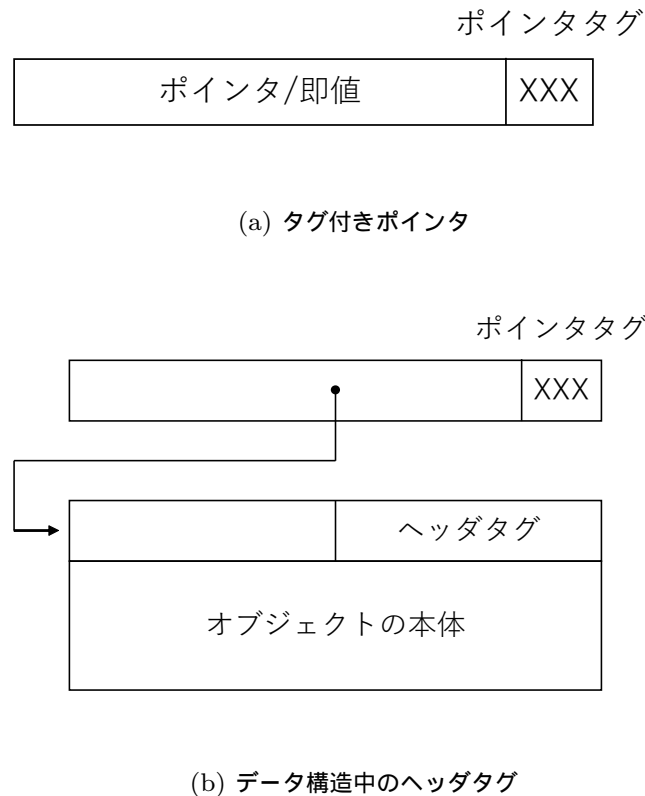 ポインタタグ
ポインタ/即値 XXX
(a) タグ付きポインタ
ポインタタグ
XXX
ヘッダタグ
オブジェクトの本体
(b) データ構造中のヘッダタグ